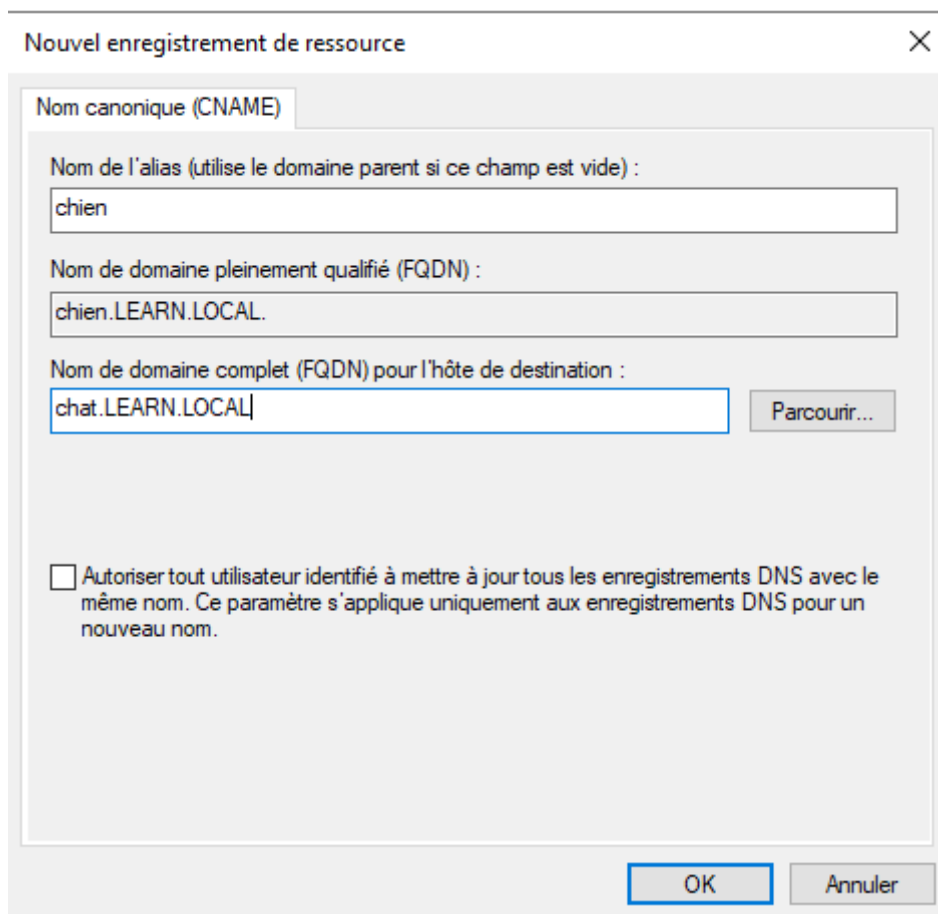 Nouvel enregistrement de ressource
Nom canonique (CNAME)
Nom de l'alias (utilise le domaine parent si ce champ est vide) :
chien
Nom de domaine pleinement qualifié (FQDN) :
chien.LEARN.LOCAL.
Nom de domaine complet (FQDN) pour l'hôte de destination :
chat.LEARN.LOCAL
Parcourir...
Autoriser tout utilisateur identifié à mettre à jour tous les enregistrements DNS avec le
même nom. Ce paramètre s'applique uniquement aux enregistrements DNS pour un
nouveau nom.
OK
Annuler